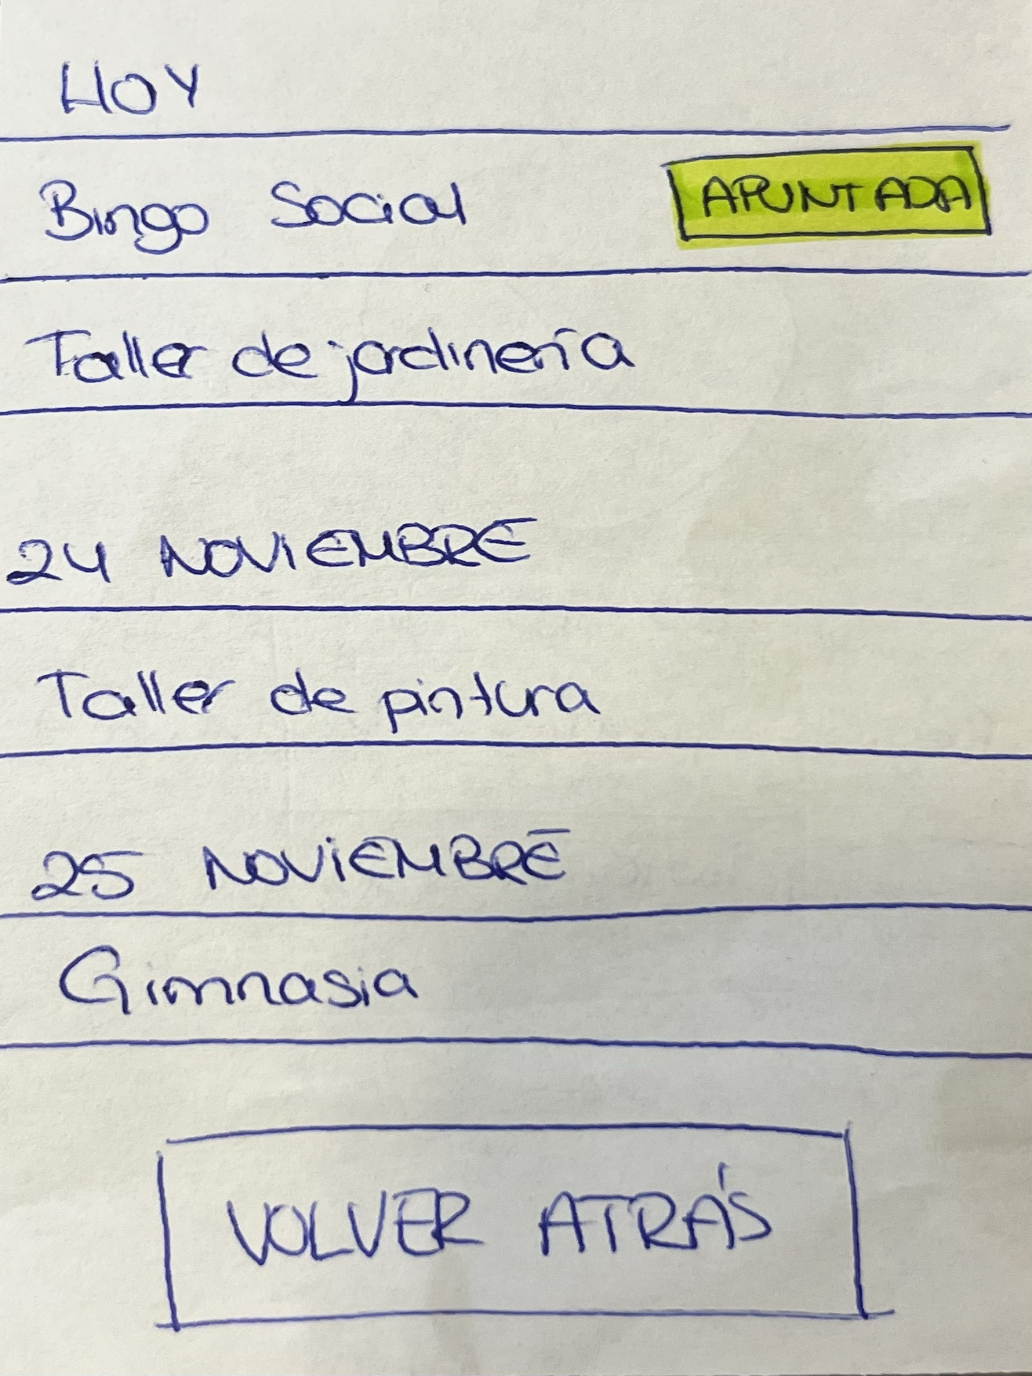 HOY
Bingo Social APUNTADA
Taller de jardinería
24 NOVIEMBRE
Taller de pintura
25 NOVIEMBRE
Gimnasia
VOLVER ATRÁS